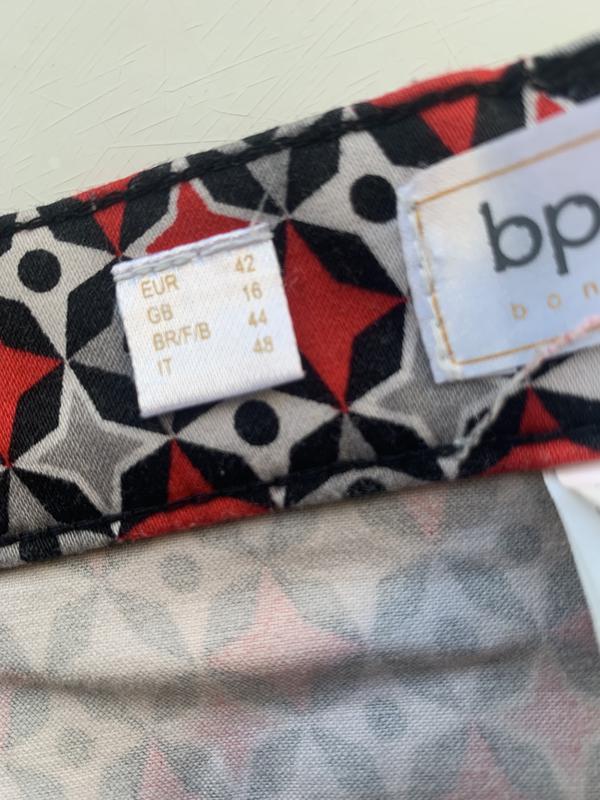 EUR 42
GB 16
BR/F/B 44
IT 48
bp
bon